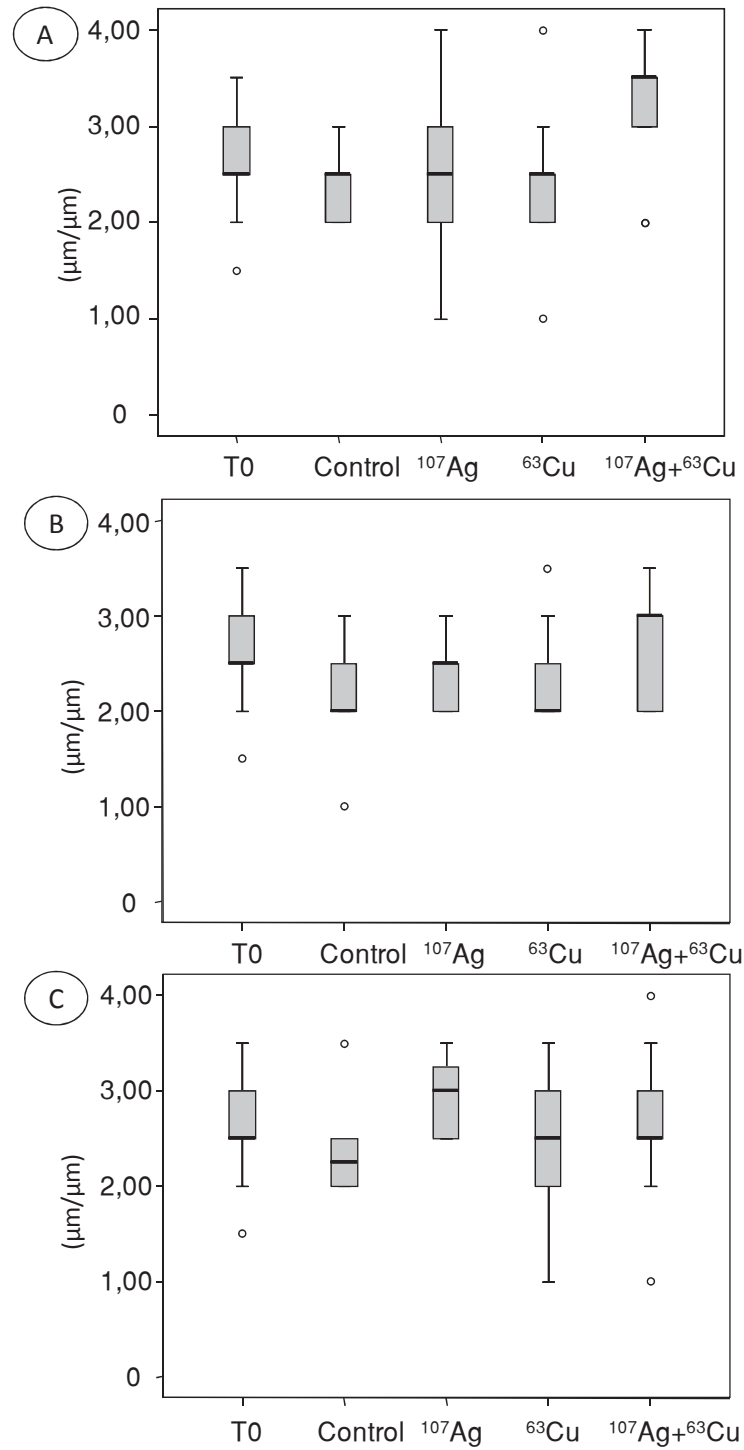 A
4,00
3,00
2,00
1,00
0
(µm/µm)
T0 Control ¹⁰⁷Ag ⁶³Cu ¹⁰⁷Ag+⁶³Cu
B
4,00
3,00
2,00
1,00
0
(µm/µm)
T0 Control ¹⁰⁷Ag ⁶³Cu ¹⁰⁷Ag+⁶³Cu
C
4,00
3,00
2,00
1,00
0
(µm/µm)
T0 Control ¹⁰⁷Ag ⁶³Cu ¹⁰⁷Ag+⁶³Cu